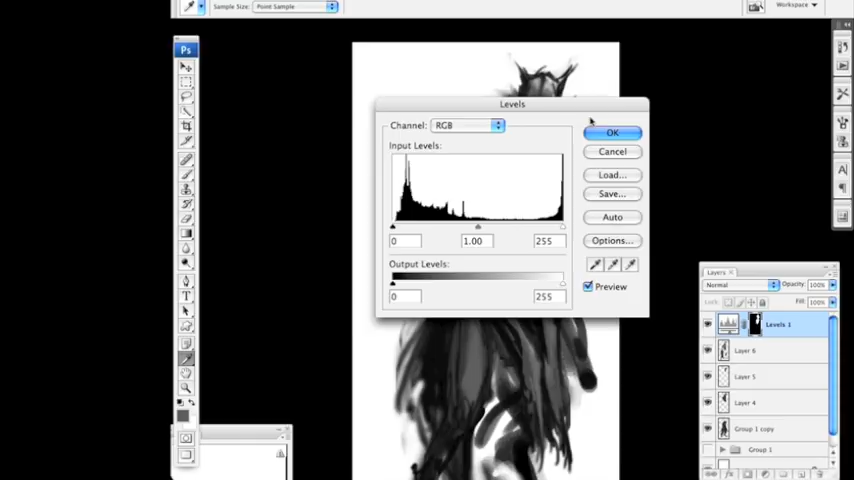 Sample Size: Point Sample
Workspace
Ps
Levels
Channel: RGB
OK
Input Levels:
Cancel
Load...
Save...
Auto
0 1.00 255
Options...
Output Levels:
Preview
0 255
Layers
Normal Opacity: 100%
Lock: Fill: 100%
Levels 1
Layer 6
Layer 5
Layer 4
Group 1 copy
Group 1